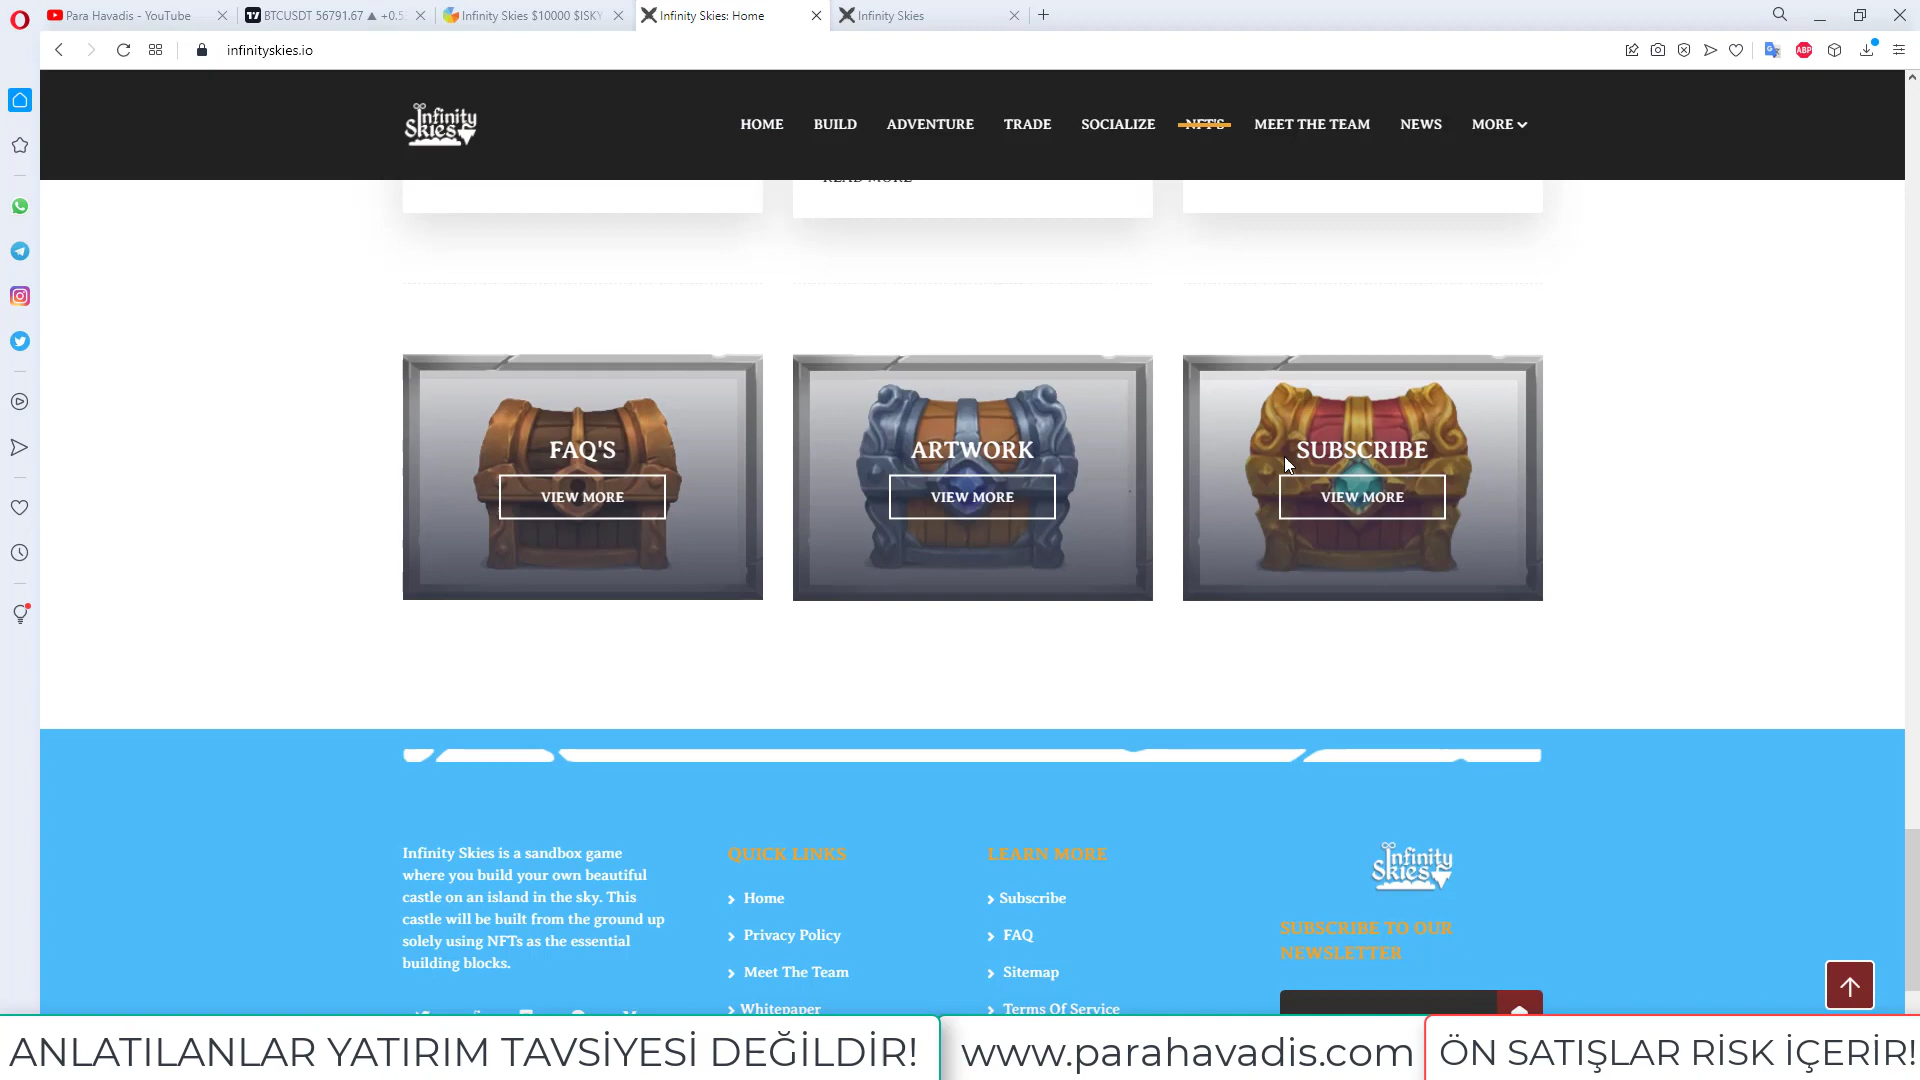 Para Havadis - YouTube
BTCUSDT 56791.67 ▲ +0.5
Infinity Skies $10000 $ISKY
Infinity Skies: Home
Infinity Skies
infinityskies.io
ABP
Infinity Skies
HOME
BUILD
ADVENTURE
TRADE
SOCIALIZE
NFT'S
MEET THE TEAM
NEWS
MORE
READ MORE
FAQ'S
VIEW MORE
ARTWORK
VIEW MORE
SUBSCRIBE
VIEW MORE
Infinity Skies is a sandbox game
where you build your own beautiful
castle on an island in the sky. This
castle will be built from the ground up
solely using NFTs as the essential
building blocks.
QUICK LINKS
Home
Privacy Policy
Meet The Team
Whitepaper
LEARN MORE
Subscribe
FAQ
Sitemap
Terms Of Service
Infinity Skies
SUBSCRIBE TO OUR
NEWSLETTER
ANLATILANLAR YATIRIM TAVSİYESİ DEĞİLDİR!
www.parahavadis.com
ÖN SATIŞLAR RİSK İÇERİR!